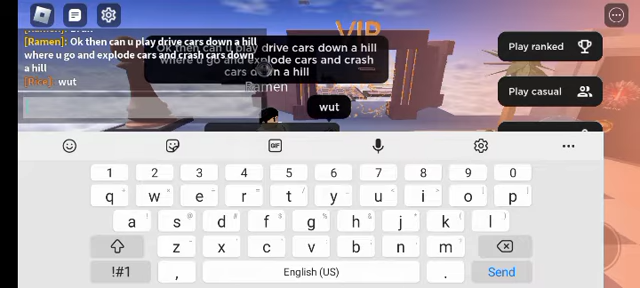 VIP
[Ramen]: Ok then can u play drive cars down a hill
where u go and explode cars and crash cars down
a hill
[Rice]: wut
Ok then can u play drive cars down a hill
where u go and explode cars and crash
cars down a hill
Ramen
wut
Play ranked
Play casual
GIF
1 2 3 4 5 6 7 8 9 0
q w e r t y u i o p
a s d f g h j k l
z x c v b n m
!#1 , English (US) . Send